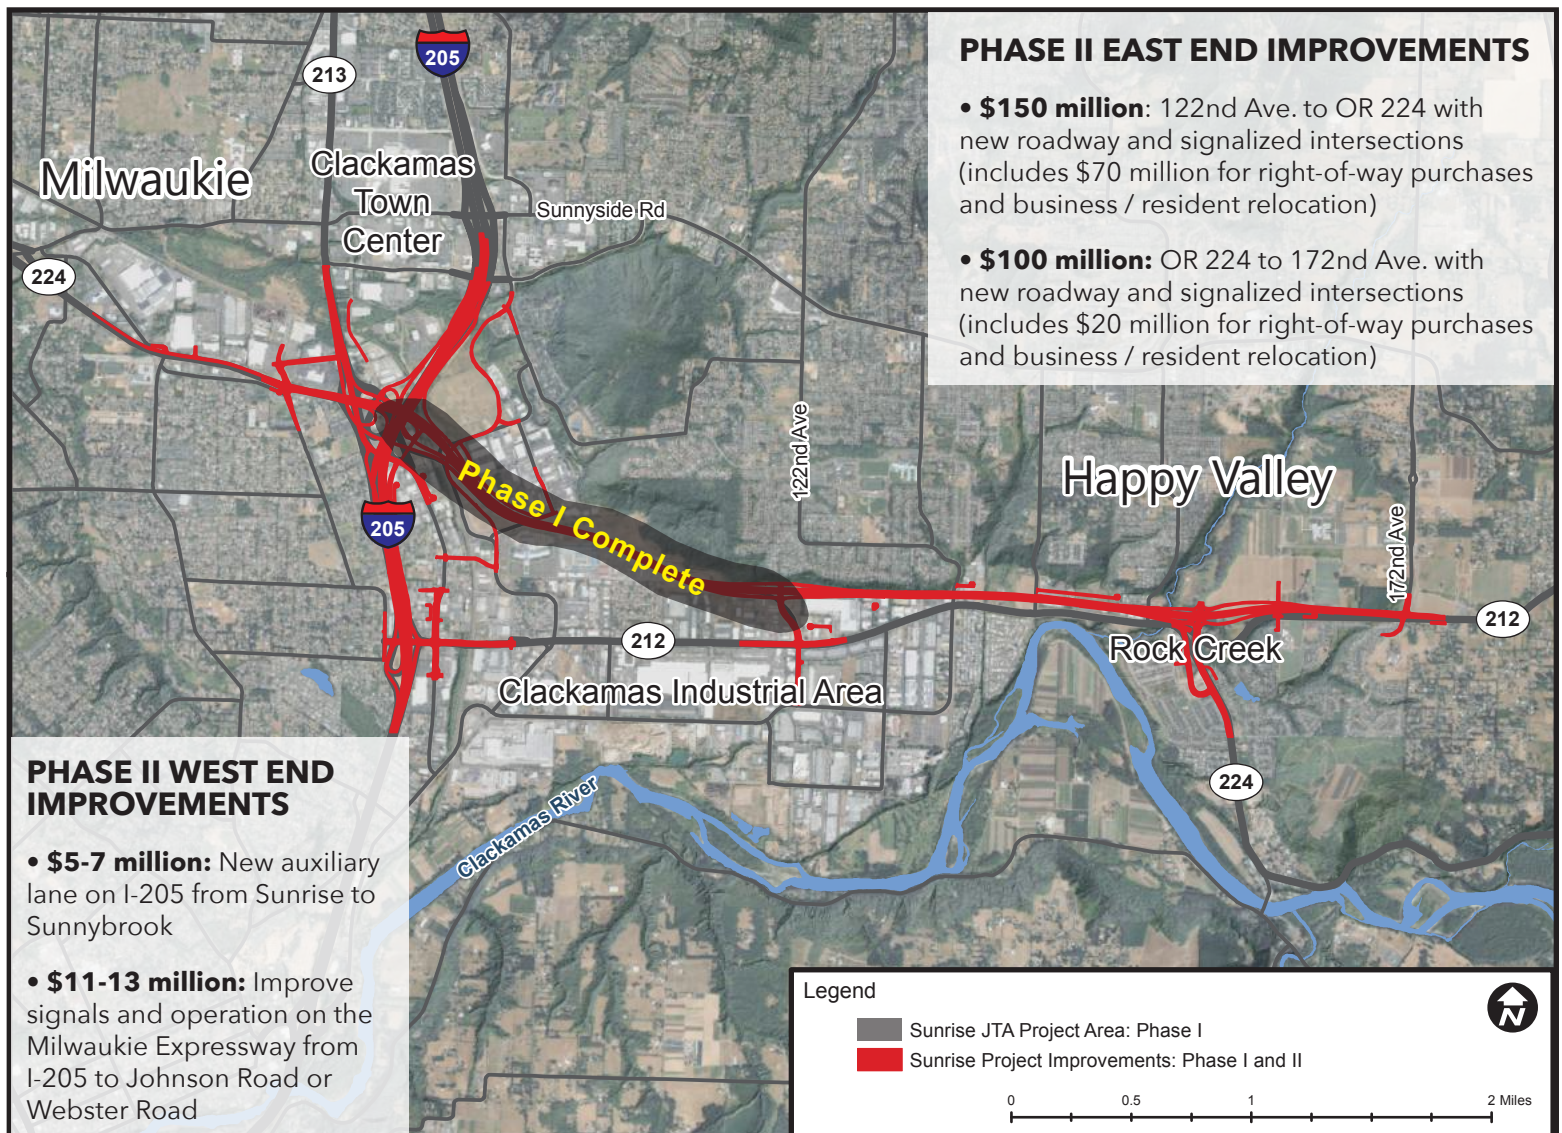 PHASE II EAST END IMPROVEMENTS
• $150 million: 122nd Ave. to OR 224 with
new roadway and signalized intersections
(includes $70 million for right-of-way purchases
and business / resident relocation)
• $100 million: OR 224 to 172nd Ave. with
new roadway and signalized intersections
(includes $20 million for right-of-way purchases
and business / resident relocation)
205
213
Milwaukie
Clackamas
Town
Center
Sunnyside Rd
224
122nd Ave
Happy Valley
Phase I Complete
205
172nd Ave
212
212
Rock Creek
Clackamas Industrial Area
224
Clackamas River
PHASE II WEST END
IMPROVEMENTS
• $5-7 million: New auxiliary
lane on I-205 from Sunrise to
Sunnybrook
• $11-13 million: Improve
signals and operation on the
Milwaukie Expressway from
I-205 to Johnson Road or
Webster Road
Legend
N
Sunrise JTA Project Area: Phase I
Sunrise Project Improvements: Phase I and II
0 0.5 1 2 Miles